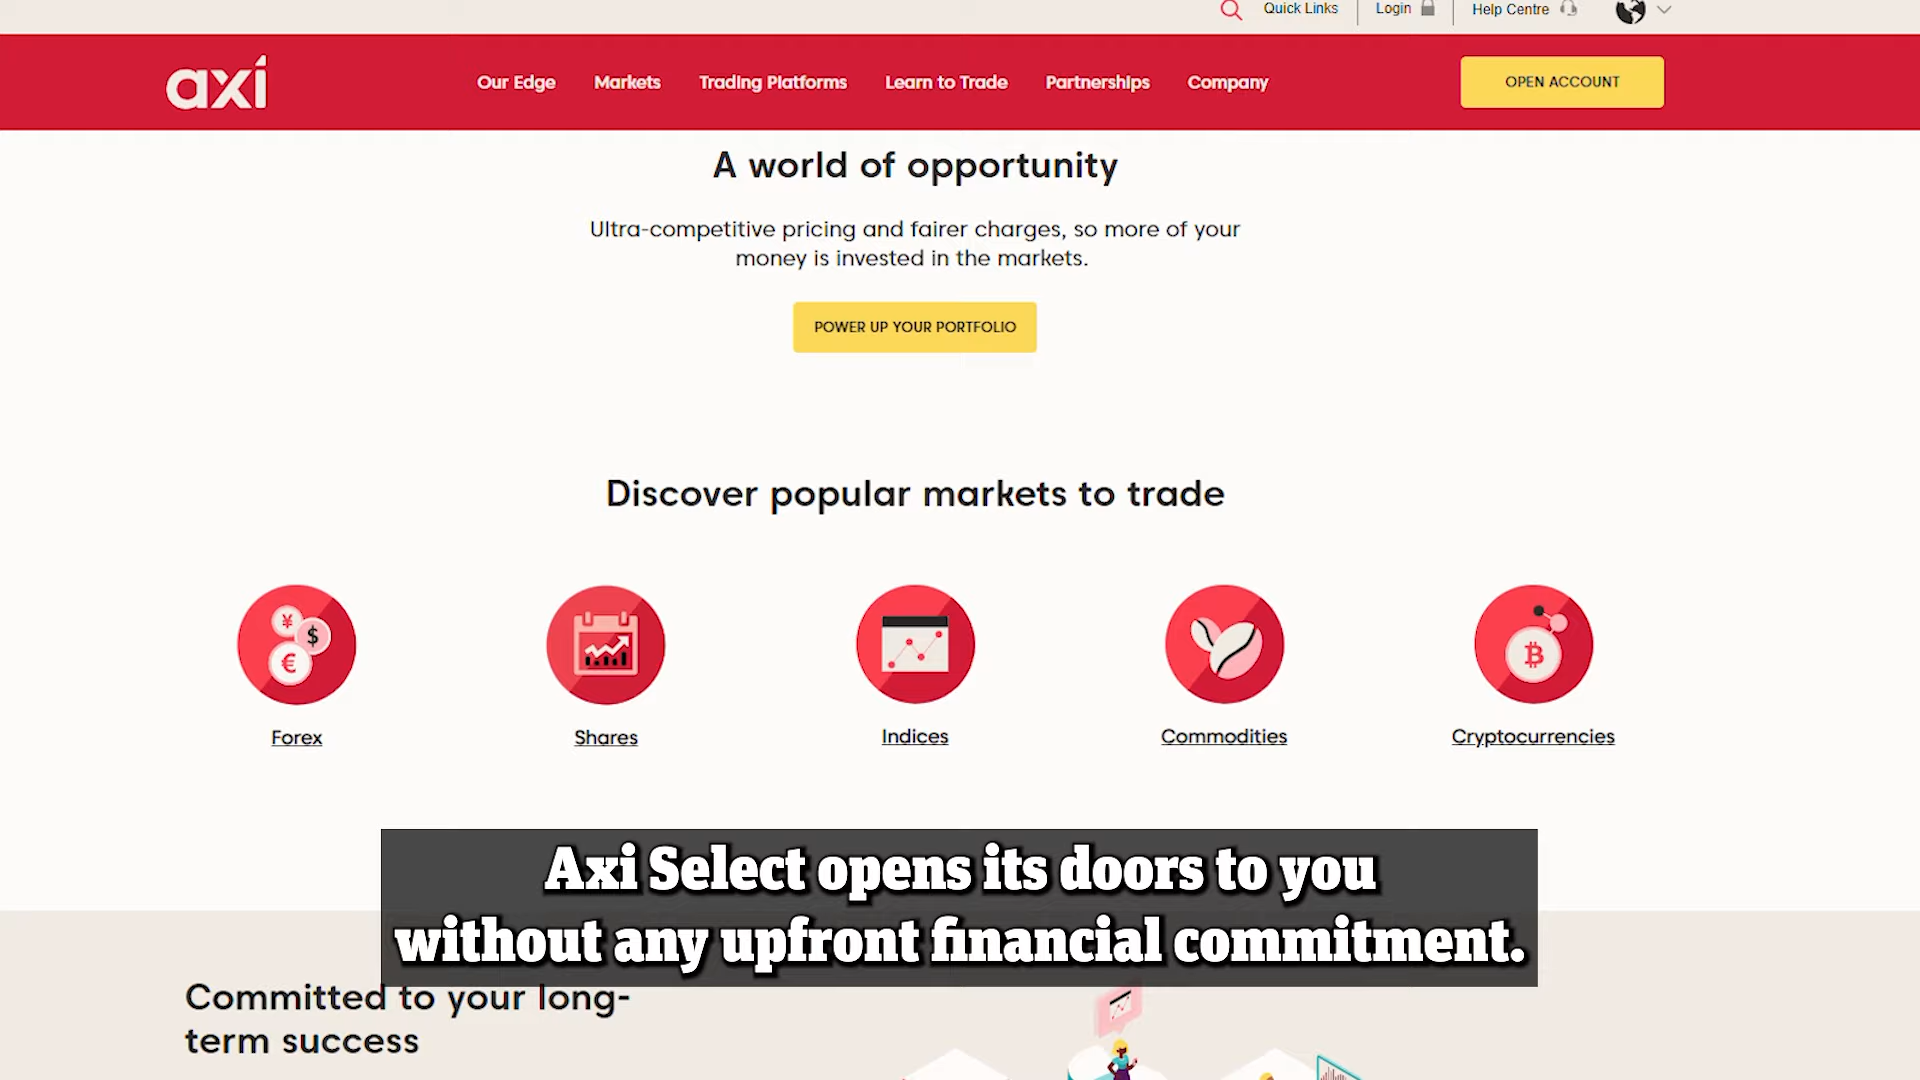 Quick Links
Login
Help Centre
axi
Our Edge
Markets
Trading Platforms
Learn to Trade
Partnerships
Company
OPEN ACCOUNT
A world of opportunity
Ultra-competitive pricing and fairer charges, so more of your
money is invested in the markets.
POWER UP YOUR PORTFOLIO
Discover popular markets to trade
¥
$
€
₿
Forex
Shares
Indices
Commodities
Cryptocurrencies
Axi Select opens its doors to you
without any upfront financial commitment.
Committed to your long-
term success